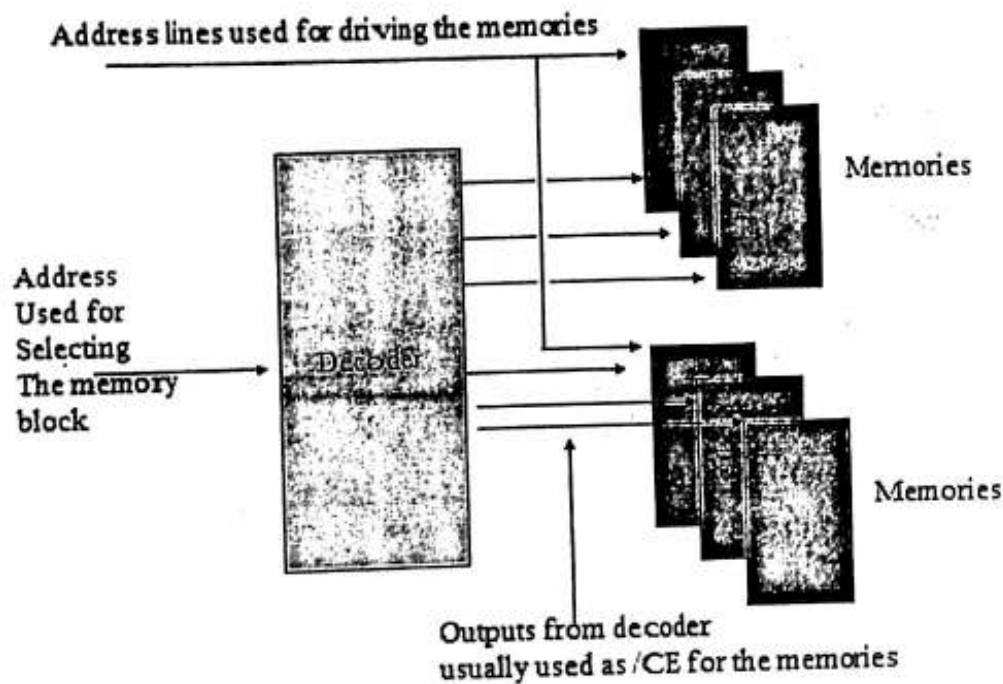 Address lines used for driving the memories
Memories
Address
Used for
Selecting
The memory
block
Decoder
Memories
Outputs from decoder
usually used as /CE for the memories